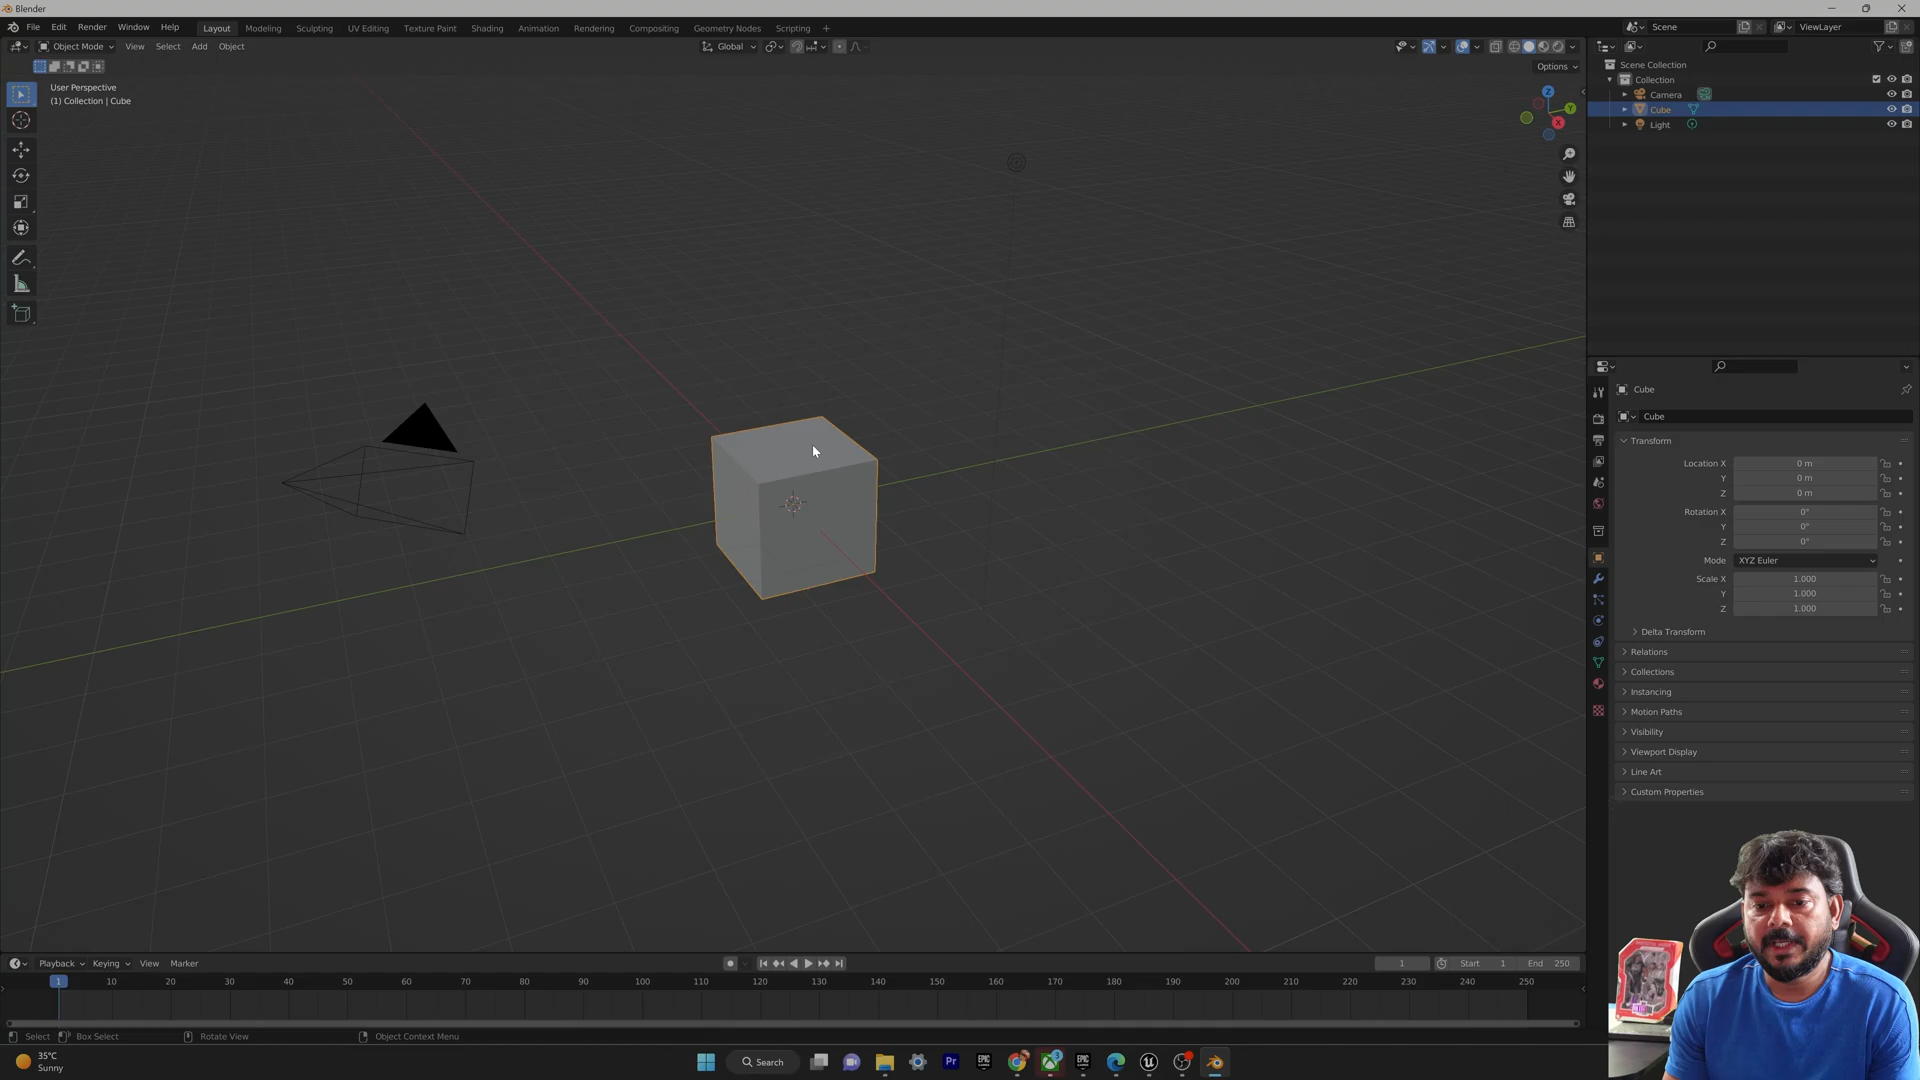 Blender
File Edit Render Window Help Layout Modeling Sculpting UV Editing Texture Paint Shading Animation Rendering Compositing Geometry Nodes Scripting + Scene ViewLayer
Object Mode View Select Add Object Global
Options
User Perspective
(1) Collection | Cube
Z
Y
X
Scene Collection
Collection
Camera
Cube
Light
Cube
Cube
Transform
Location X 0 m
Y 0 m
Z 0 m
Rotation X 0°
Y 0°
Z 0°
Mode XYZ Euler
Scale X 1.000
Y 1.000
Z 1.000
Delta Transform
Relations
Collections
Instancing
Motion Paths
Visibility
Viewport Display
Line Art
Custom Properties
Playback Keying View Marker 1 Start 1 End 250
1 10 20 30 40 50 60 70 80 90 100 110 120 130 140 150 160 170 180 190 200 210 220 230 240 250
Select Box Select Rotate View Object Context Menu
35°C
Sunny
Search
Pr
EPIC
GAMES
3
EPIC
GAMES